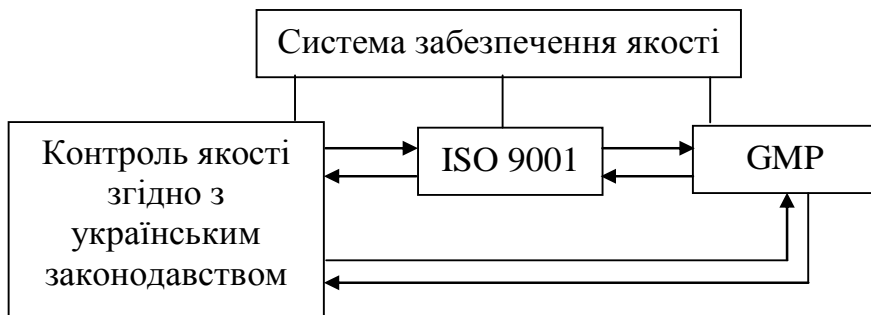 Система забезпечення якості
Контроль якості
згідно з
українським
законодавством
ISO 9001
GMP